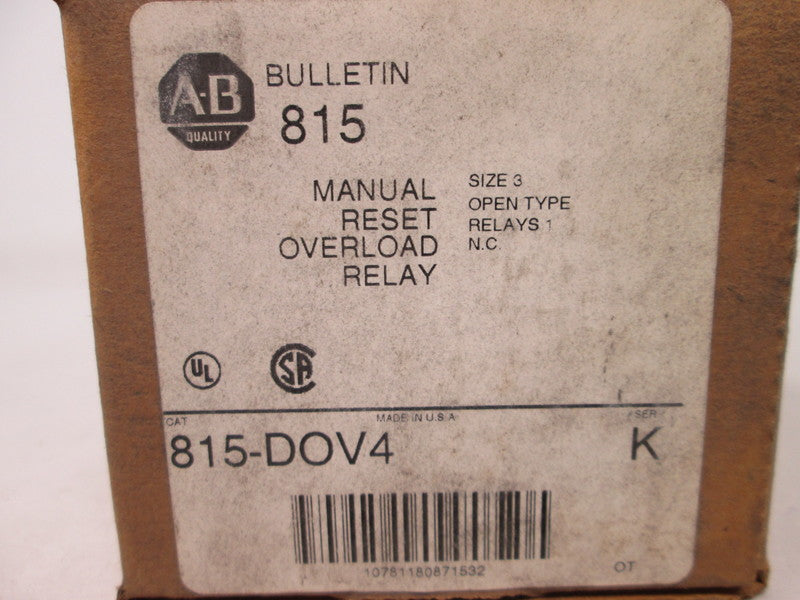 A-B
QUALITY
BULLETIN
815
MANUAL
RESET
OVERLOAD
RELAY
SIZE 3
OPEN TYPE
RELAYS 1
N.C.
UL
SA
CAT
MADE IN U.S.A
SER
815-DOV4
K
10781180871532
OT